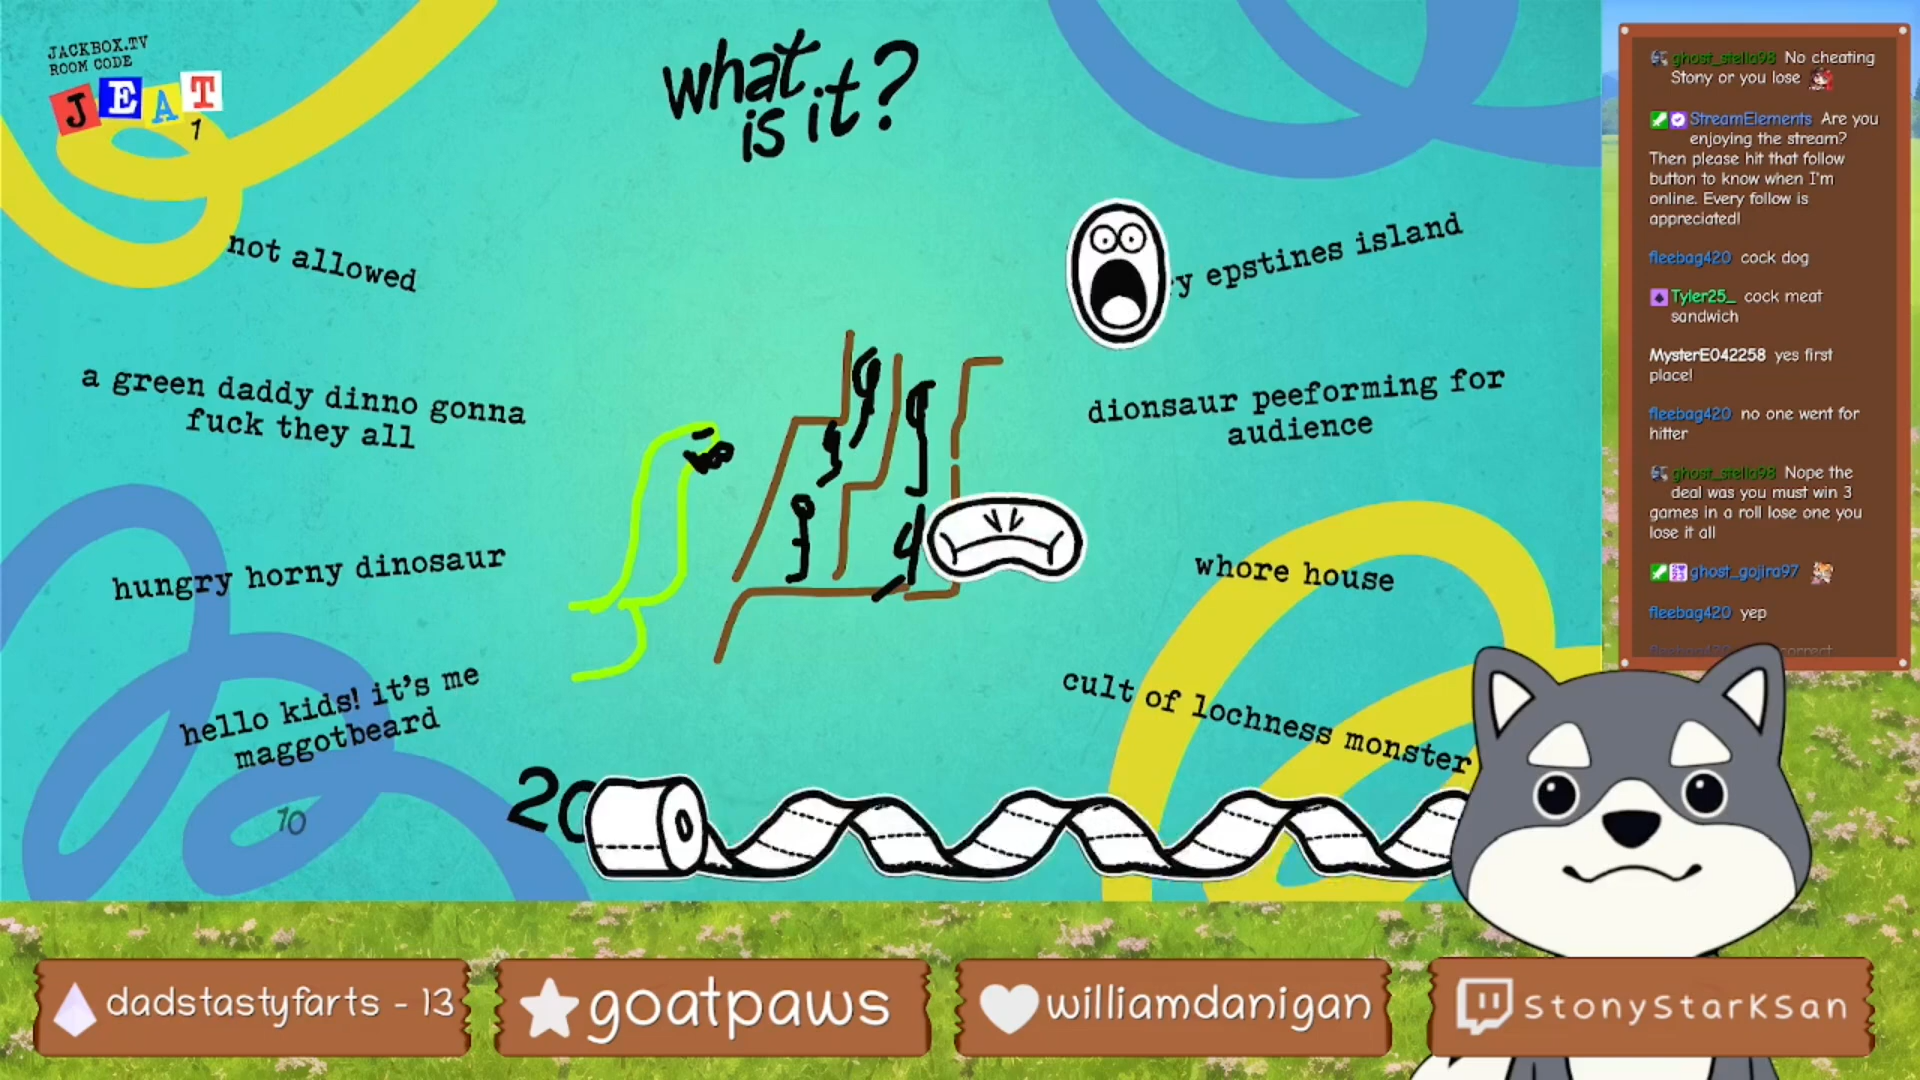 JACKBOX.TV
ROOM CODE
JEAT
1
what
is it?
not allowed
y epstines island
a green daddy dinno gonna
fuck they all
dionsaur peeforming for
audience
hungry horny dinosaur
whore house
hello kids! it's me
maggotbeard
cult of lochness monster
10
20
ghost_stella98 No cheating
Stony or you lose
StreamElements Are you
enjoying the stream?
Then please hit that follow
button to know when I'm
online. Every follow is
appreciated!
fleebag420 cock dog
Tyler25_ cock meat
sandwich
MysterE042258 yes first
place!
fleebag420 no one went for
hitter
ghost_stella98 Nope the
deal was you must win 3
games in a roll lose one you
lose it all
ghost_gojira97
fleebag420 yep
dadstastyfarts - 13
goatpaws
williamdanigan
StonyStarKSan